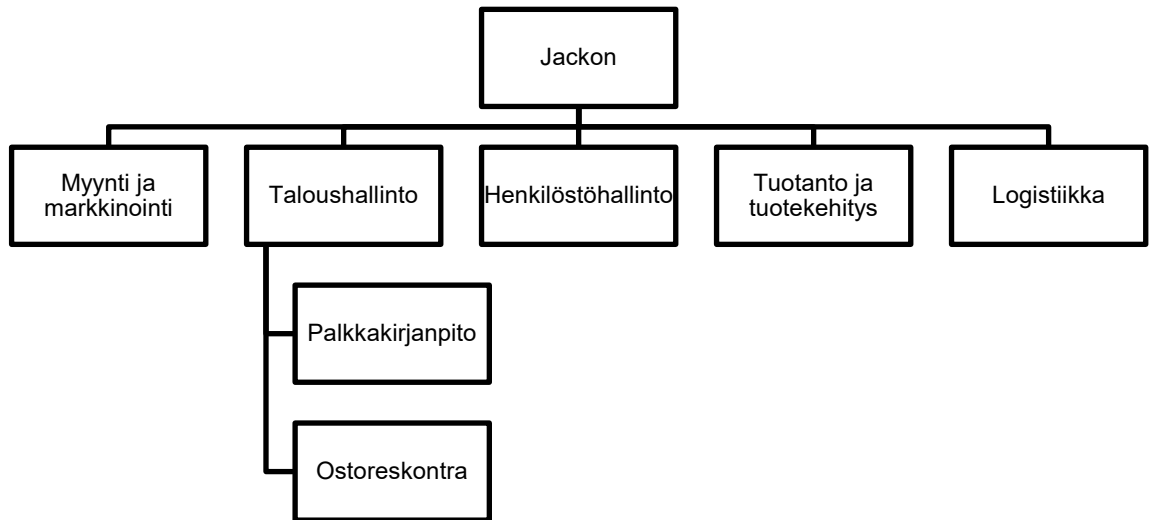 Jackon
Myynti ja
markkinointi
Taloushallinto
Henkilöstöhallinto
Tuotanto ja
tuotekehitys
Logistiikka
Palkkakirjanpito
Ostoreskontra